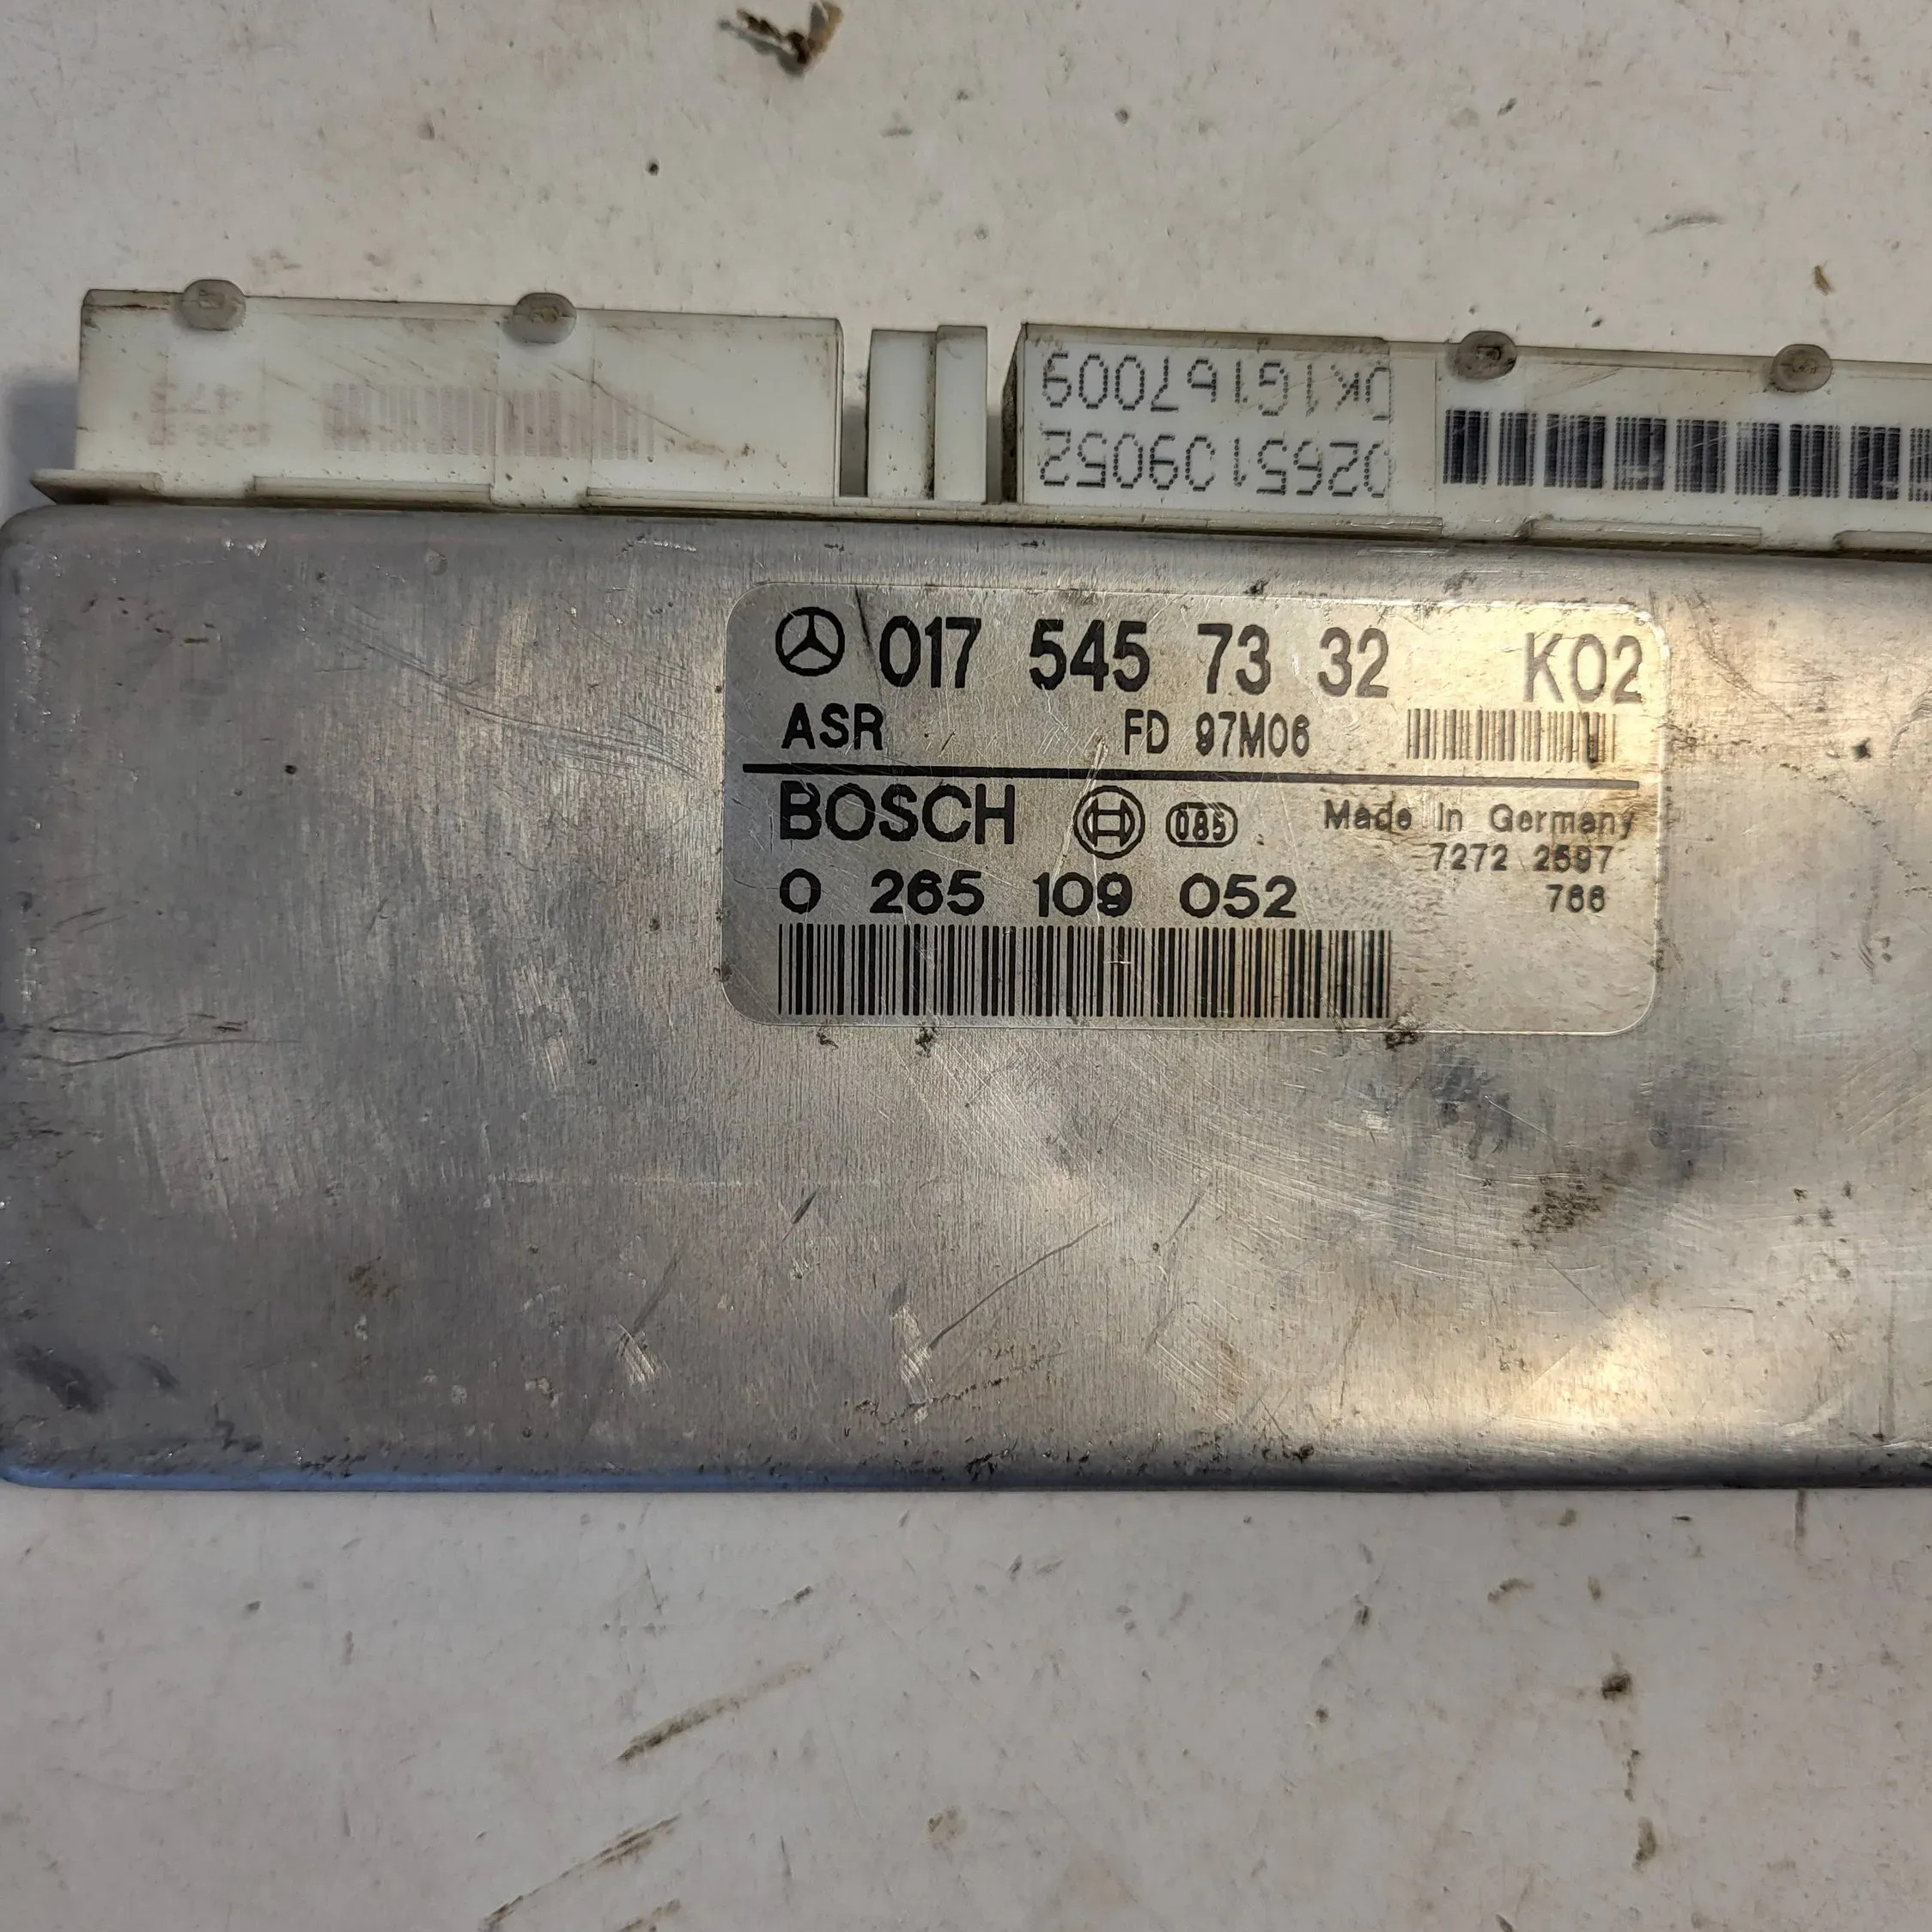 0265109052
017 545 73 32 K02
ASR FD 97M06
BOSCH 085 Made in Germany
7272 2597
0 265 109 052 766